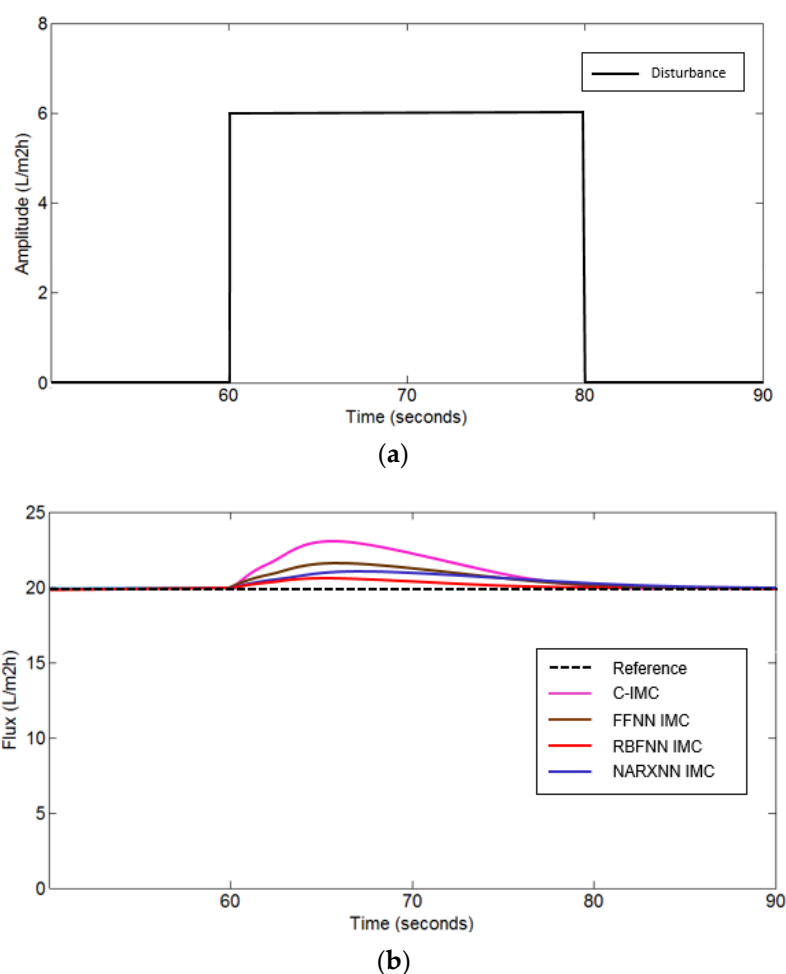 8
6
4
2
0
Amplitude (L/m2h)
Disturbance
60
70
80
90
Time (seconds)
(a)
25
20
15
10
5
0
Flux (L/m2h)
Reference
C-IMC
FFNN IMC
RBFNN IMC
NARXNN IMC
60
70
80
90
Time (seconds)
(b)